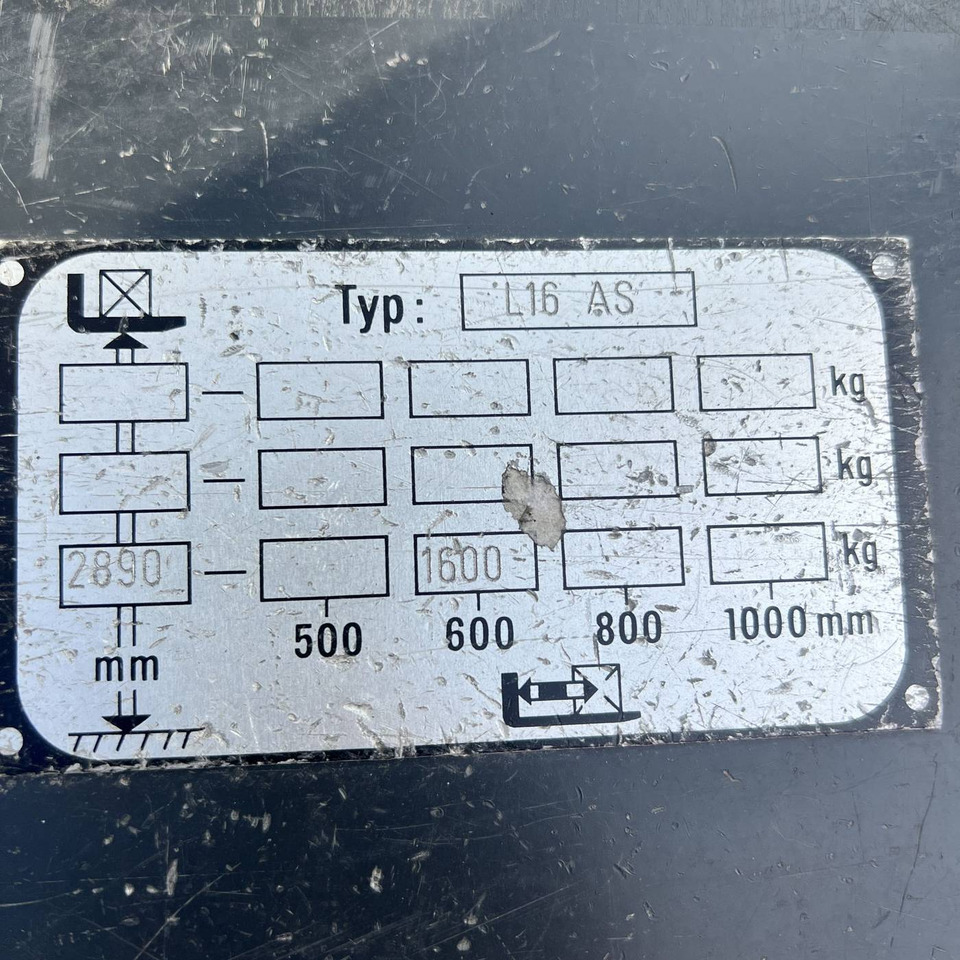 Typ: L16 AS
kg
kg
2890 1600 kg
500 600 800 1000 mm
mm